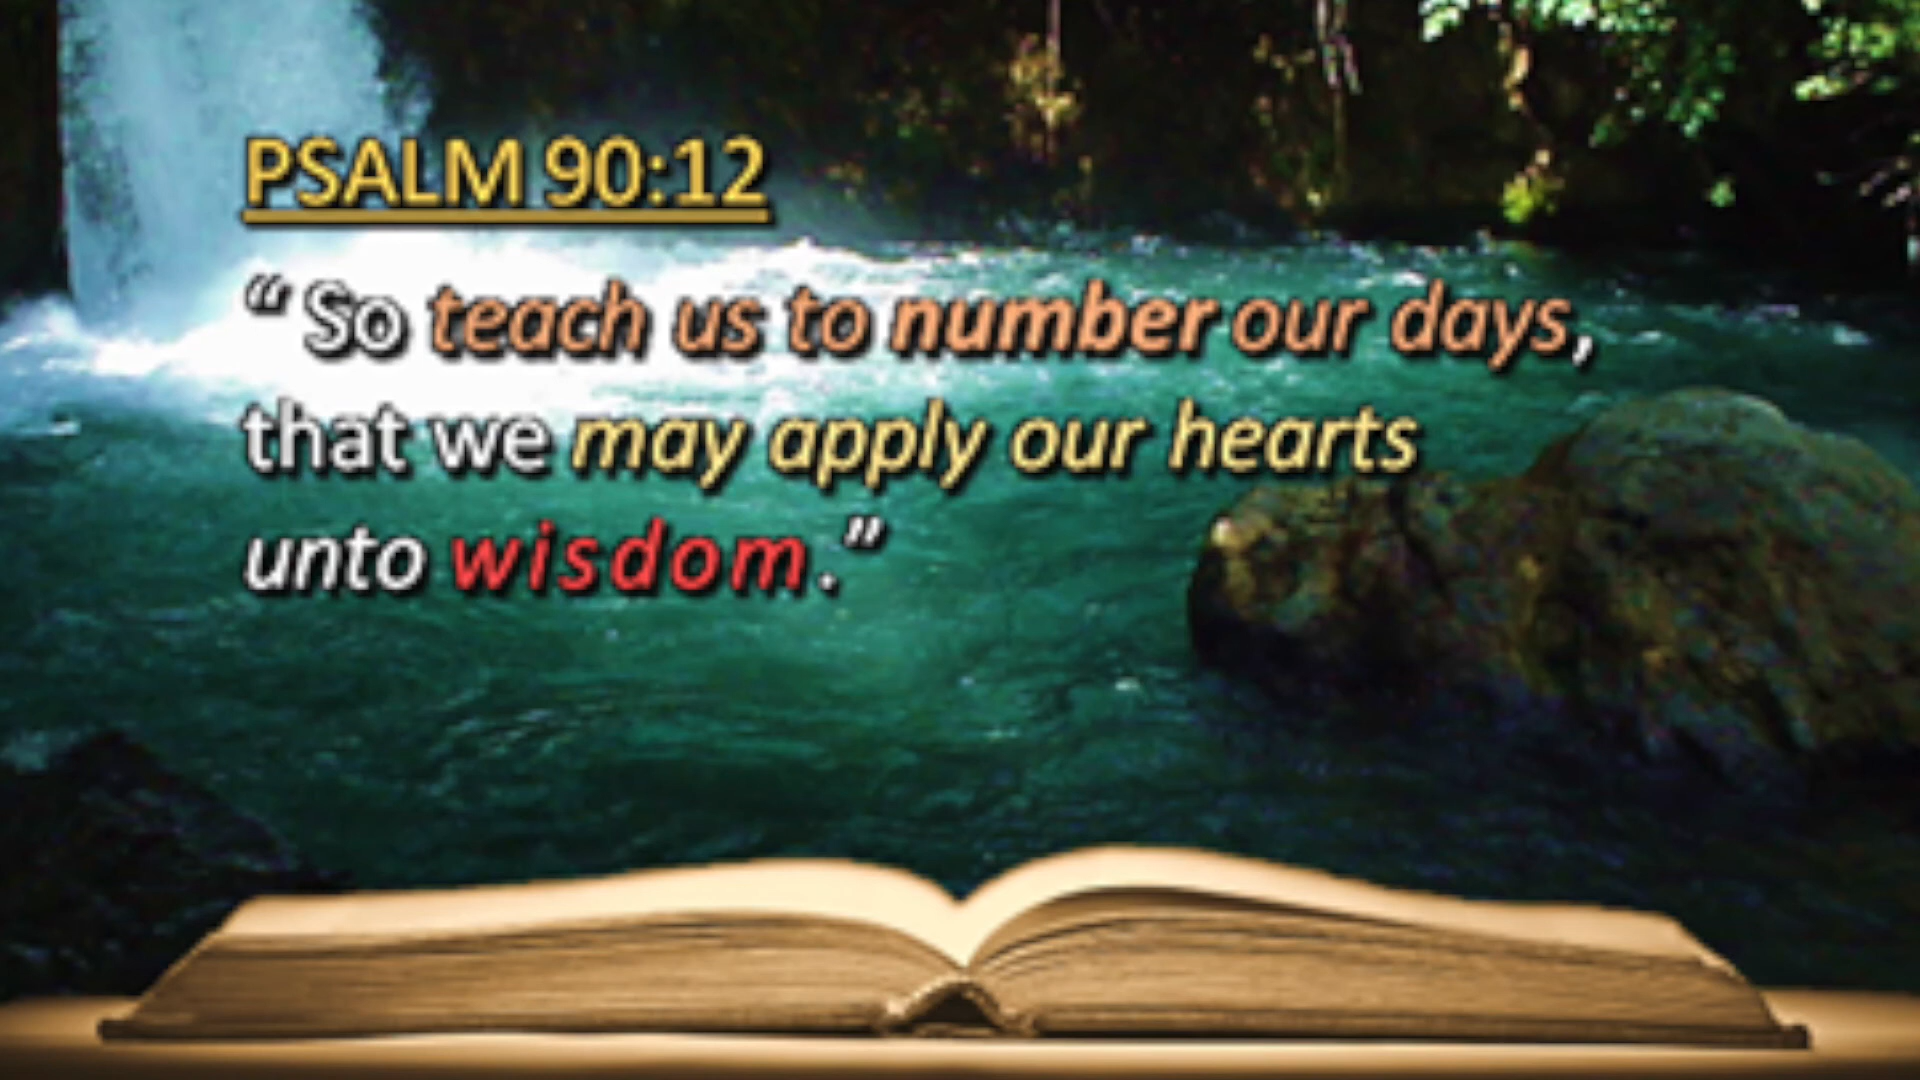 PSALM 90:12
“ So teach us to number our days,
that we may apply our hearts
unto wisdom.”